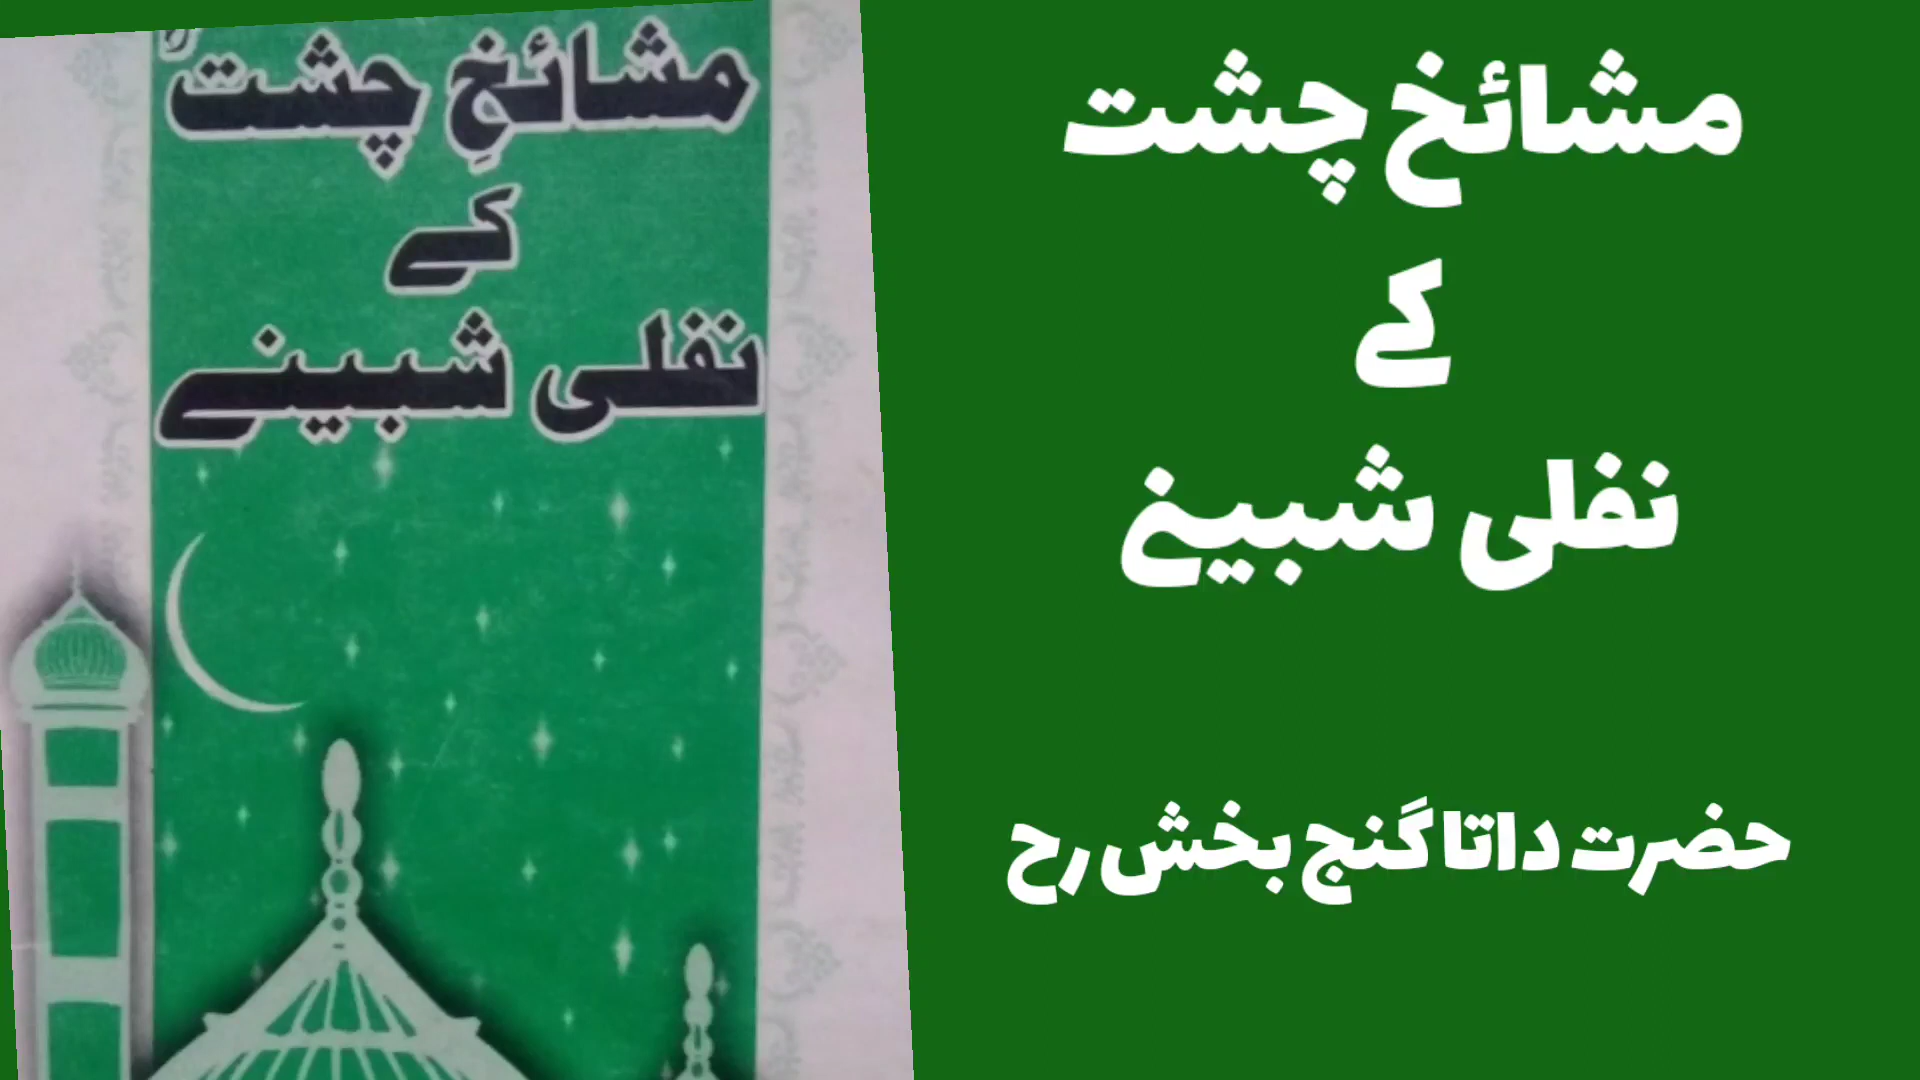 مشائخِ چشتؒ
کے
نفلی شبینے
مشائخ چشت
کے
نفلی شبینے
حضرت داتا گنج بخش رح